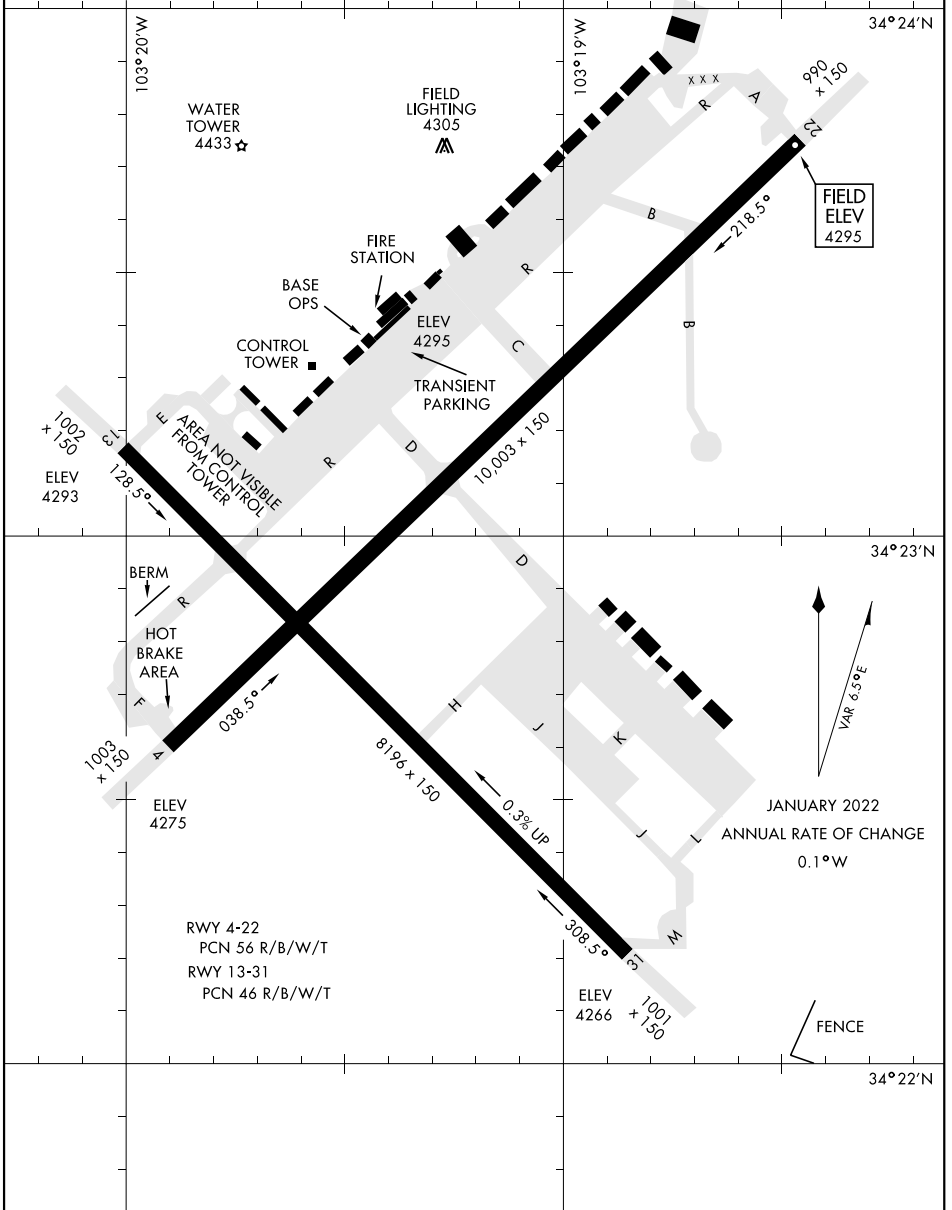 34°24'N
103°20'W
103°19'W
990
x 150
x x x
R
A
22
WATER
TOWER
4433
FIELD
LIGHTING
4305
FIELD
ELEV
4295
B
218.5°
FIRE
STATION
R
BASE
OPS
B
ELEV
4295
C
CONTROL
TOWER
TRANSIENT
PARKING
1002
x 150
13
E
AREA NOT VISIBLE
FROM CONTROL
TOWER
D
R
10,003 x 150
ELEV
4293
128.5°
34°23'N
D
BERM
R
HOT
BRAKE
AREA
F
038.5°
H
J
K
VAR 6.5°E
1003
x 150
4
8196 x 150
ELEV
4275
0.3% UP
J
L
JANUARY 2022
ANNUAL RATE OF CHANGE
0.1°W
RWY 4-22
PCN 56 R/B/W/T
RWY 13-31
PCN 46 R/B/W/T
308.5°
M
31
ELEV
4266
1001
x 150
FENCE
34°22'N